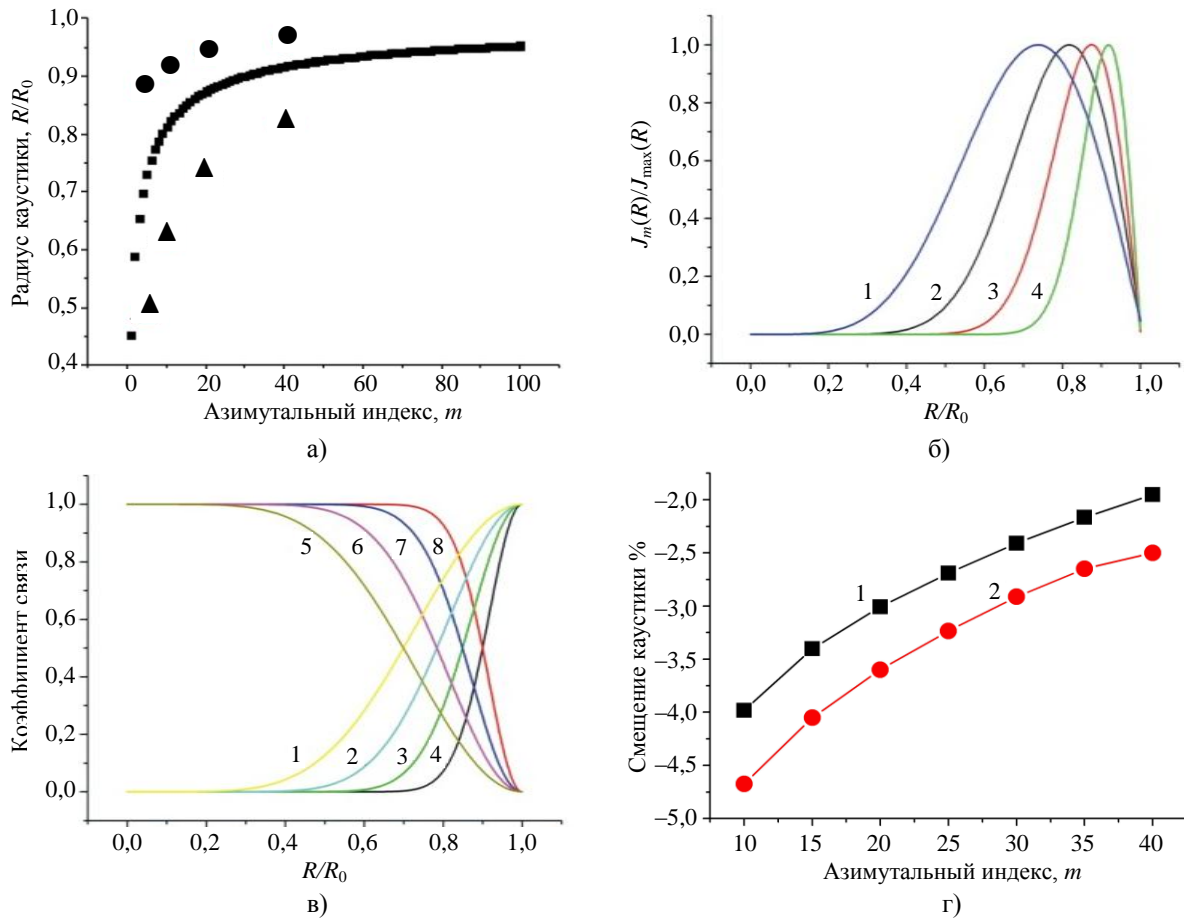 1,0
0,9
0,8
0,7
0,6
0,5
0,4
Радиус каустики, R/R0
0 20 40 60 80 100
Азимутальный индекс, m
а)
1,0
0,8
0,6
0,4
0,2
0,0
Jm(R)/Jmax(R)
1 2 3 4
0,0 0,2 0,4 0,6 0,8 1,0
R/R0
б)
1,0
0,8
0,6
0,4
0,2
0,0
Коэфипиент связи
5 6 7 8
1 2 3 4
0,0 0,2 0,4 0,6 0,8 1,0
R/R0
в)
−2,0
−2,5
−3,0
−3,5
−4,0
−4,5
−5,0
Смещение каустики %
1
2
10 15 20 25 30 35 40
Азимутальный индекс, m
г)